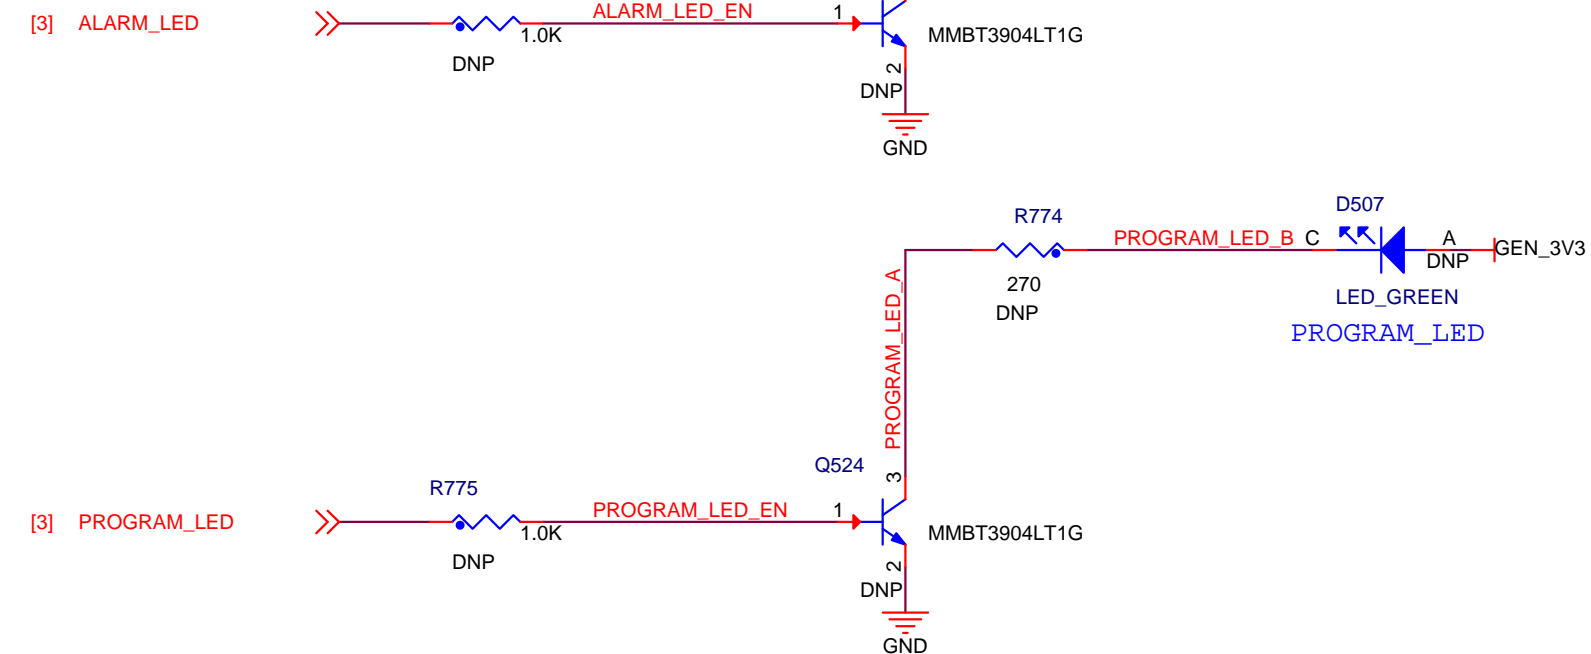 [3] ALARM_LED
ALARM_LED_EN
1
1.0K
MMBT3904LT1G
DNP
2
DNP
GND
D507
R774
PROGRAM_LED_B
C
A
GEN_3V3
DNP
270
LED_GREEN
DNP
PROGRAM_LED
PROGRAM_LED_A
Q524
3
R775
PROGRAM_LED_EN
1
[3] PROGRAM_LED
1.0K
MMBT3904LT1G
DNP
2
DNP
GND